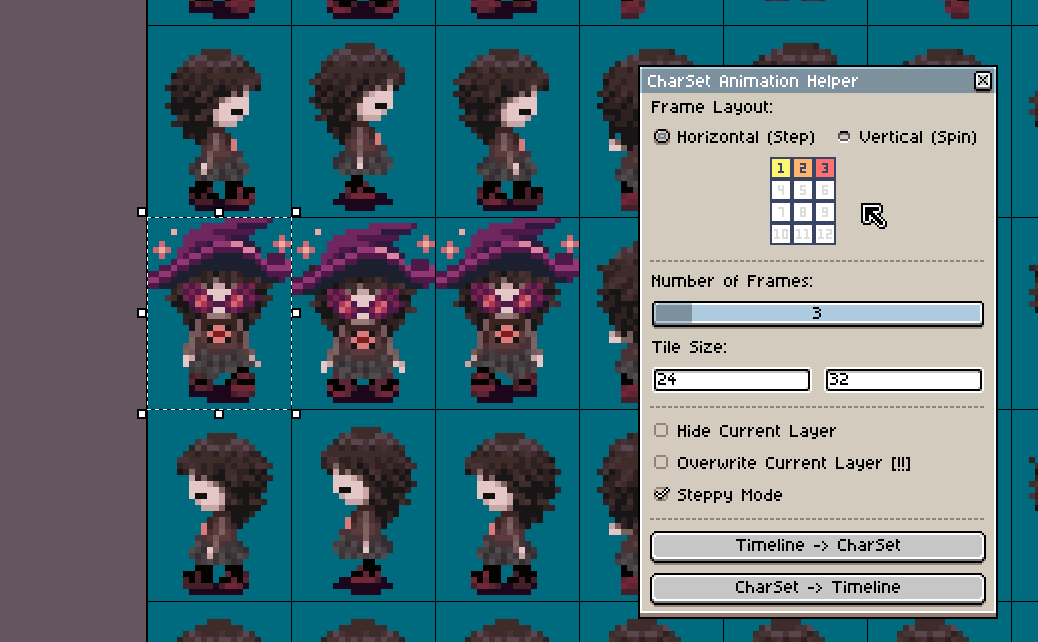 CharSet Animation Helper
Frame Layout:
Horizontal (Step) Vertical (Spin)
1 2 3
4 5 6
7 8 9
10 11 12
Number of Frames:
3
Tile Size:
24 32
Hide Current Layer
Overwrite Current Layer [!!]
Steppy Mode
Timeline -> CharSet
CharSet -> Timeline